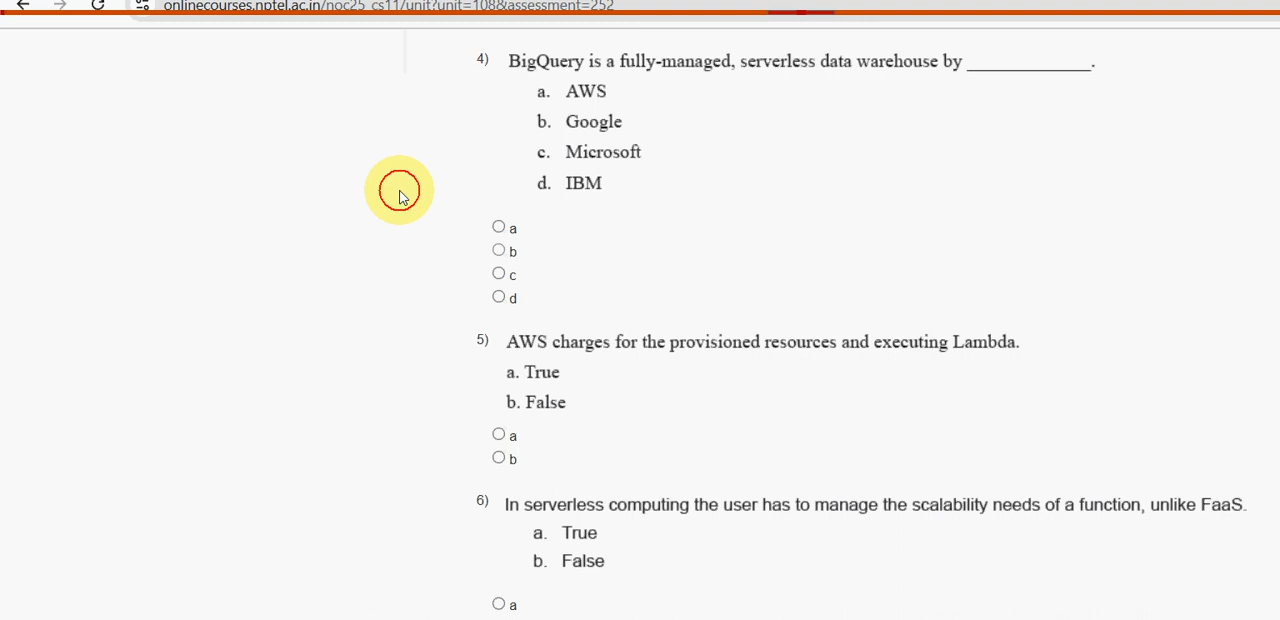 onlinecourses.nptel.ac.in/noc25_cs11/unit?unit=108&assessment=252
4) BigQuery is a fully-managed, serverless data warehouse by _____________.
a. AWS
b. Google
c. Microsoft
d. IBM
a
b
c
d
5) AWS charges for the provisioned resources and executing Lambda.
a. True
b. False
a
b
6) In serverless computing the user has to manage the scalability needs of a function, unlike FaaS.
a. True
b. False
a